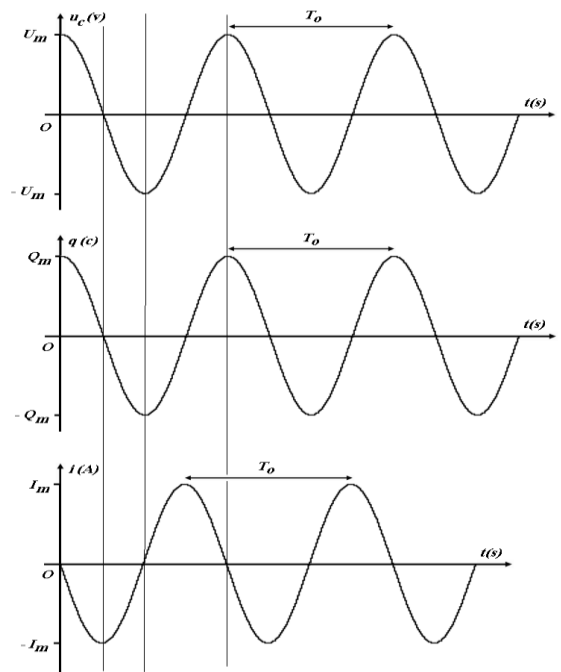 u_c (v)
T_o
U_m
t(s)
O
- U_m
q (c)
T_o
Q_m
t(s)
O
- Q_m
i (A)
T_o
I_m
t(s)
O
- I_m